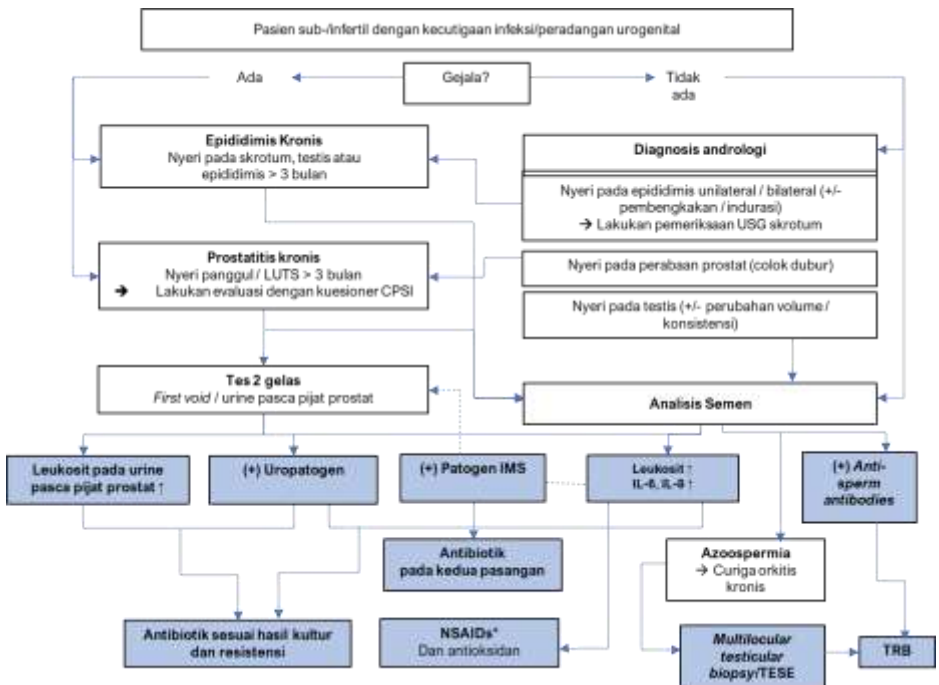 Pasien sub-/infertil dengan kecutigaan infeksi/peradangan urogenital
Ada
Gejala?
Tidak
ada
Epididimis Kronis
Nyeri pada skrotum, testis atau
epididimis > 3 bulan
Diagnosis andrologi
Nyeri pada epididimis unilateral / bilateral (+/-
pembengkakan / indurasi)
→ Lakukan pemeriksaan USG skrotum
Prostatitis kronis
Nyeri panggul / LUTS > 3 bulan
→ Lakukan evaluasi dengan kuesioner CPSI
Nyeri pada perabaan prostat (colok dubur)
Nyeri pada testis (+/- perubahan volume /
konsistensi)
Tes 2 gelas
First void / urine pasca pijat prostat
Analisis Semen
Leukosit pada urine
pasca pijat prostat ↑
(+) Uropatogen
(+) Patogen IMS
Leukosit ↑
IL-6, IL-8 ↑
(+) Anti-
sperm
antibodies
Antibiotik
pada kedua pasangan
Azoospermia
→ Curiga orkitis
kronis
Antibiotik sesuai hasil kultur
dan resistensi
NSAIDs*
Dan antioksidan
Multilocular
testicular
biopsy/TESE
TRB